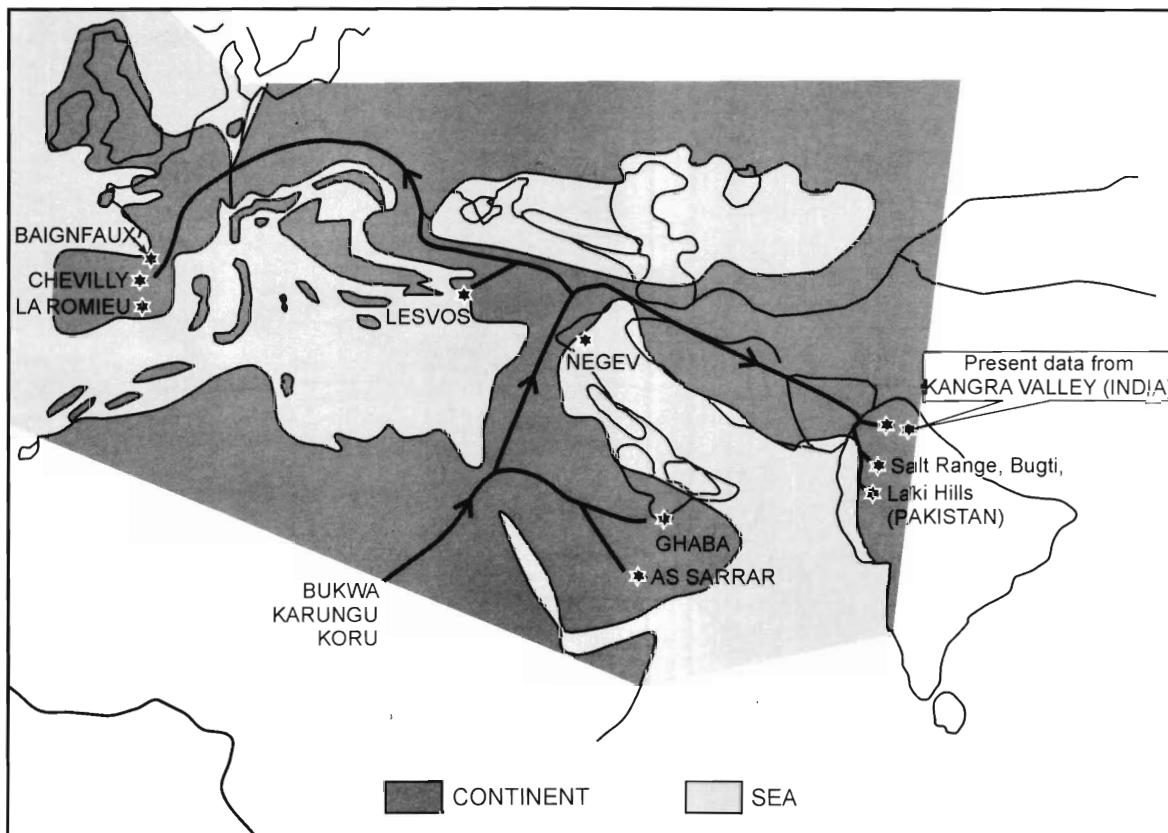 BAIGNFAUX
CHEVILLY
LA ROMIEU
LESVOS
NEGEV
Present data from
KANGRA VALLEY (INDIA)
Salt Range, Bugti,
Laki Hills
(PAKISTAN)
GHABA
AS SARRAR
BUKWA
KARUNGU
KORU
CONTINENT
SEA